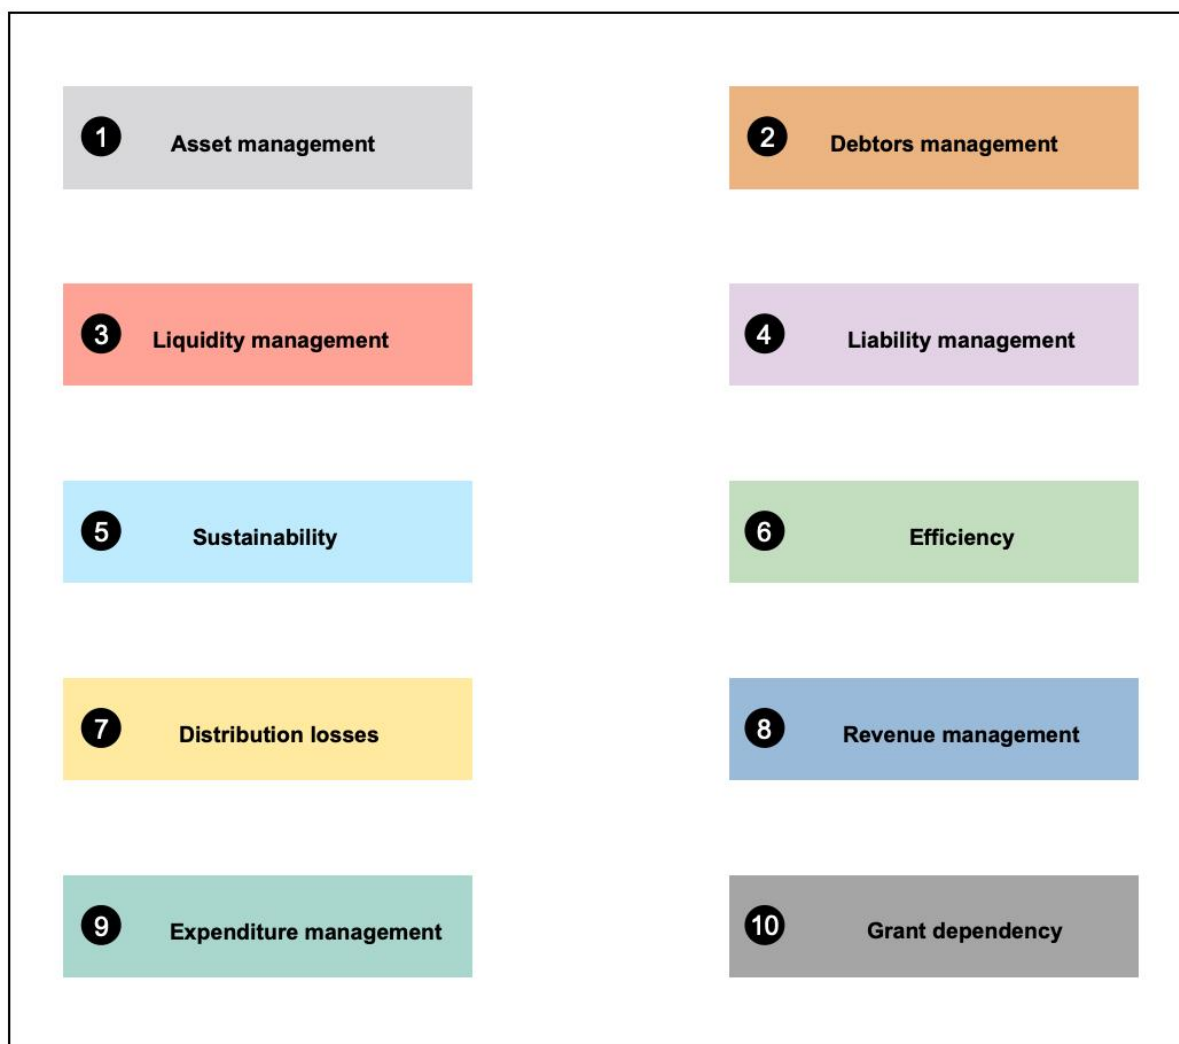 1 Asset management
2 Debtors management
3 Liquidity management
4 Liability management
5 Sustainability
6 Efficiency
7 Distribution losses
8 Revenue management
9 Expenditure management
10 Grant dependency